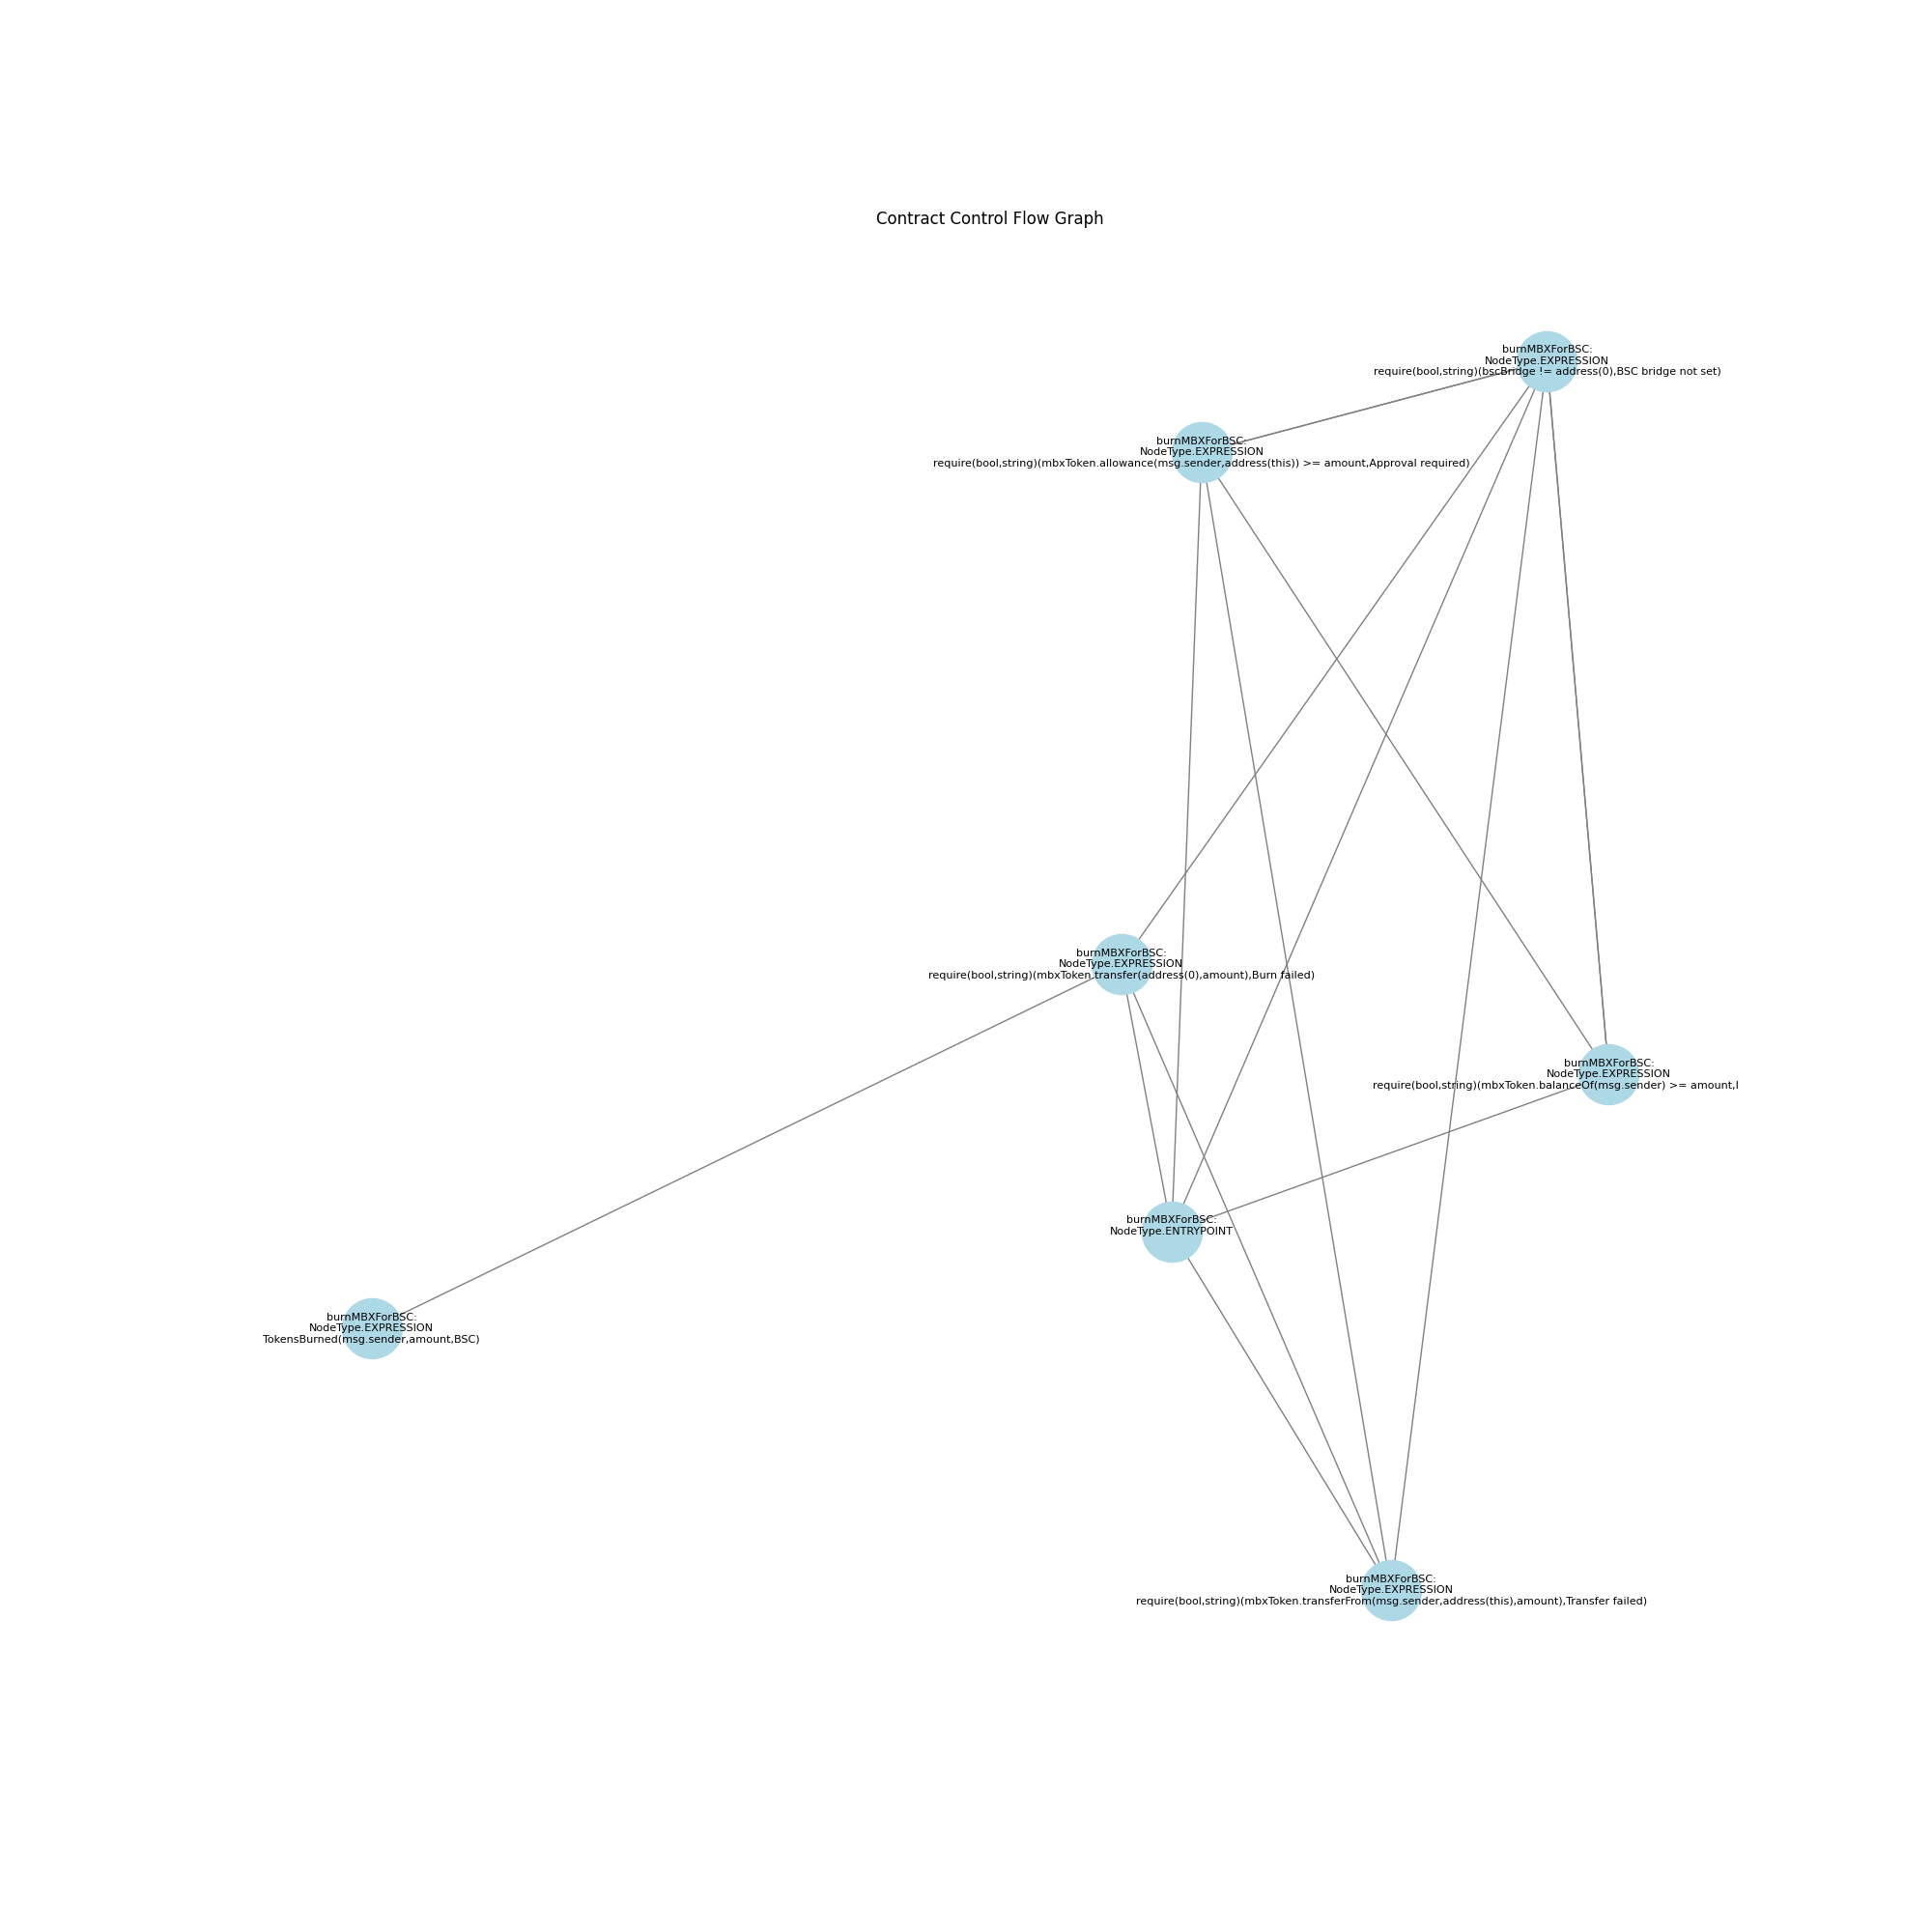 Contract Control Flow Graph
burnMBXForBSC:
NodeType.EXPRESSION
require(bool,string)(bscBridge != address(0),BSC bridge not set)
burnMBXForBSC:
NodeType.EXPRESSION
require(bool,string)(mbxToken.allowance(msg.sender,address(this)) >= amount,Approval required)
burnMBXForBSC:
NodeType.EXPRESSION
require(bool,string)(mbxToken.transfer(address(0),amount),Burn failed)
burnMBXForBSC:
NodeType.EXPRESSION
require(bool,string)(mbxToken.balanceOf(msg.sender) >= amount,I
burnMBXForBSC:
NodeType.ENTRYPOINT
burnMBXForBSC:
NodeType.EXPRESSION
TokensBurned(msg.sender,amount,BSC)
burnMBXForBSC:
NodeType.EXPRESSION
require(bool,string)(mbxToken.transferFrom(msg.sender,address(this),amount),Transfer failed)